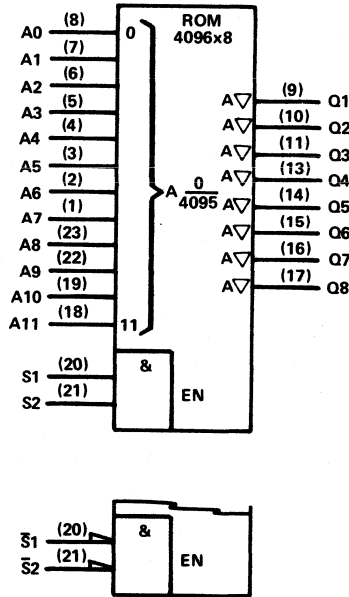 ROM
4096x8
A0 (8) 0
A1 (7)
A2 (6)
A3 (5)
A4 (4)
A5 (3)
A6 (2)
A7 (1)
A8 (23)
A9 (22)
A10 (19)
A11 (18) 11
A 0
4095
A (9) Q1
A (10) Q2
A (11) Q3
A (13) Q4
A (14) Q5
A (15) Q6
A (16) Q7
A (17) Q8
S1 (20) &
S2 (21) EN
S̅1 (20) &
S̅2 (21) EN